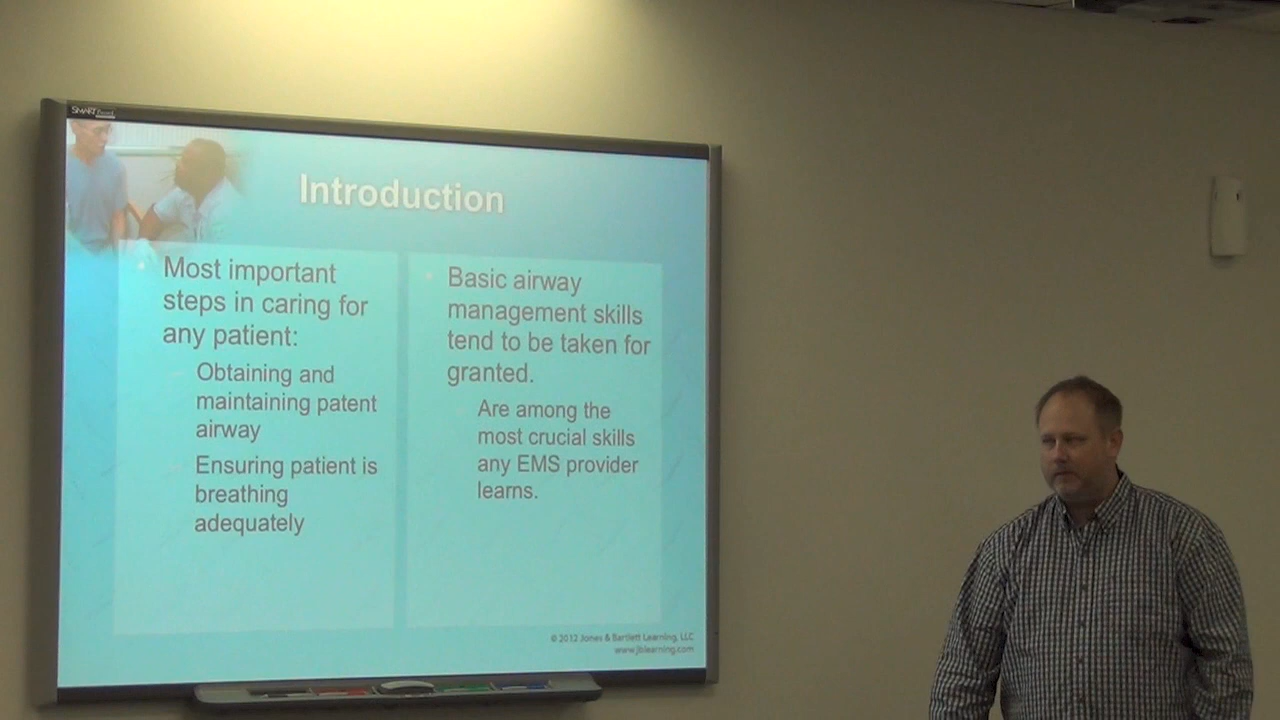 SMART Board
Introduction
Most important
steps in caring for
any patient:
Obtaining and
maintaining patent
airway
Ensuring patient is
breathing
adequately
Basic airway
management skills
tend to be taken for
granted.
Are among the
most crucial skills
any EMS provider
learns.
© 2012 Jones & Bartlett Learning, LLC
www.jblearning.com